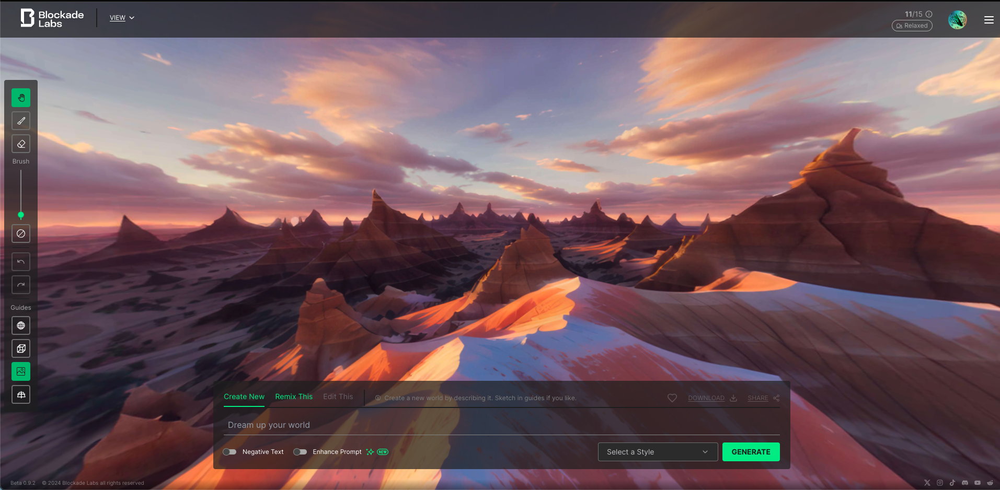 Blockade
Labs
VIEW
11/15
Relaxed
Brush
Guides
Create New Remix This Edit This Create a new world by describing it. Sketch in guides if you like. DOWNLOAD SHARE
Dream up your world
Negative Text Enhance Prompt NEW Select a Style GENERATE
Beta 0.9.2 © 2024 Blockade Labs all rights reserved